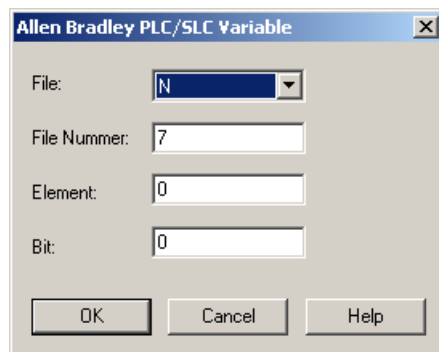 Allen Bradley PLC/SLC Variable
File: N
File Nummer: 7
Element: 0
Bit: 0
OK Cancel Help